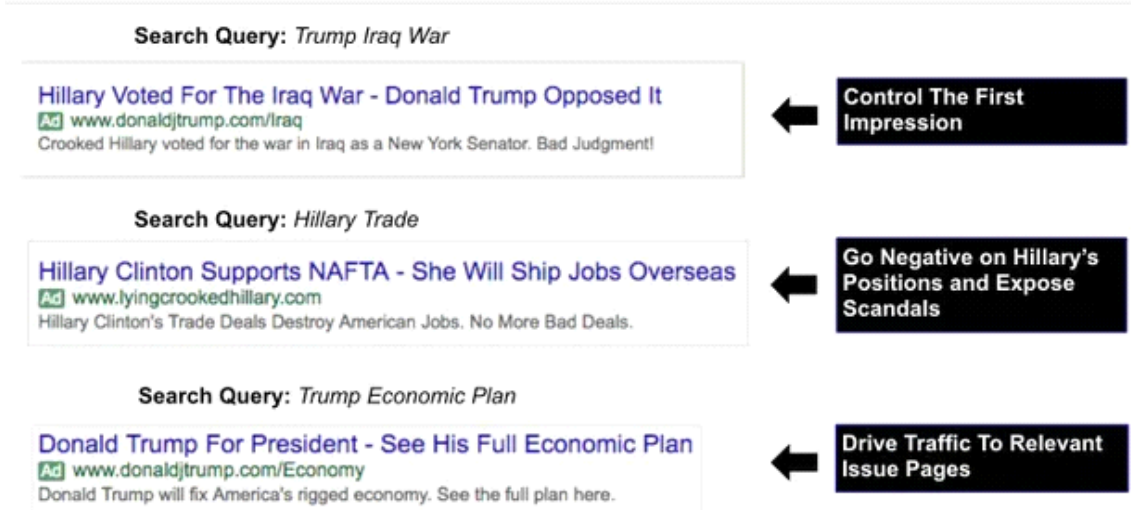 Search Query: Trump Iraq War
Hillary Voted For The Iraq War - Donald Trump Opposed It
Ad www.donaldjtrump.com/Iraq
Crooked Hillary voted for the war in Iraq as a New York Senator. Bad Judgment!
Control The First
Impression
Search Query: Hillary Trade
Hillary Clinton Supports NAFTA - She Will Ship Jobs Overseas
Ad www.lyingcrookedhillary.com
Hillary Clinton's Trade Deals Destroy American Jobs. No More Bad Deals.
Go Negative on Hillary's
Positions and Expose
Scandals
Search Query: Trump Economic Plan
Donald Trump For President - See His Full Economic Plan
Ad www.donaldjtrump.com/Economy
Donald Trump will fix America's rigged economy. See the full plan here.
Drive Traffic To Relevant
Issue Pages